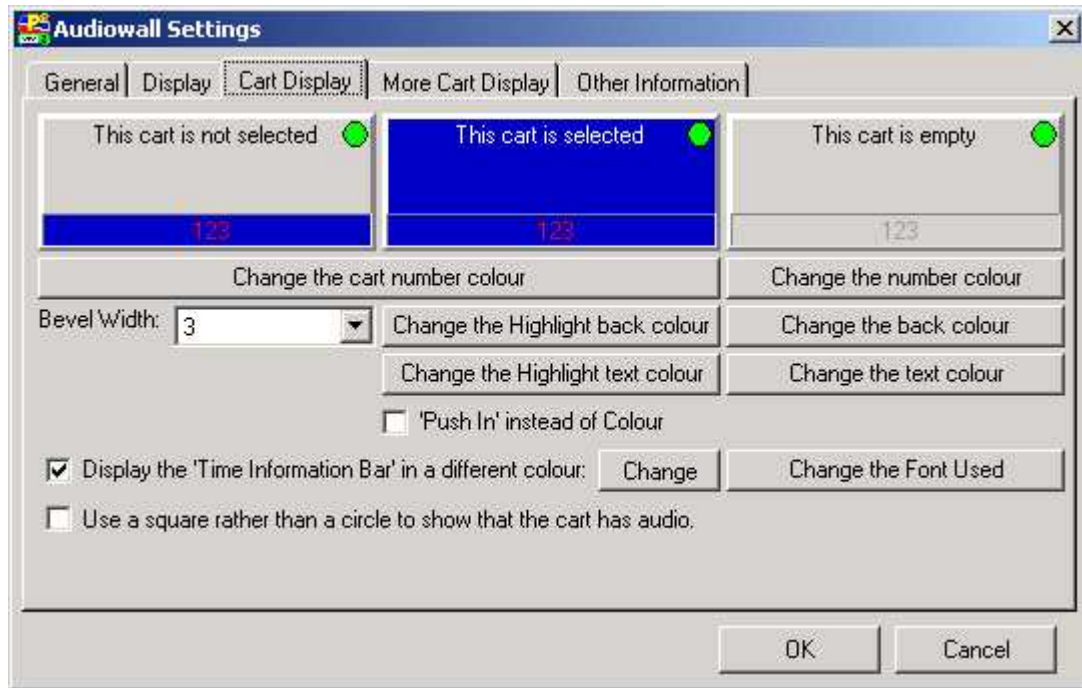 Audiowall Settings
General Display Cart Display More Cart Display Other Information
This cart is not selected This cart is selected This cart is empty
123 123 123
Change the cart number colour Change the number colour
Bevel Width: 3 Change the Highlight back colour Change the back colour
Change the Highlight text colour Change the text colour
'Push In' instead of Colour
Display the 'Time Information Bar' in a different colour: Change Change the Font Used
Use a square rather than a circle to show that the cart has audio.
OK Cancel